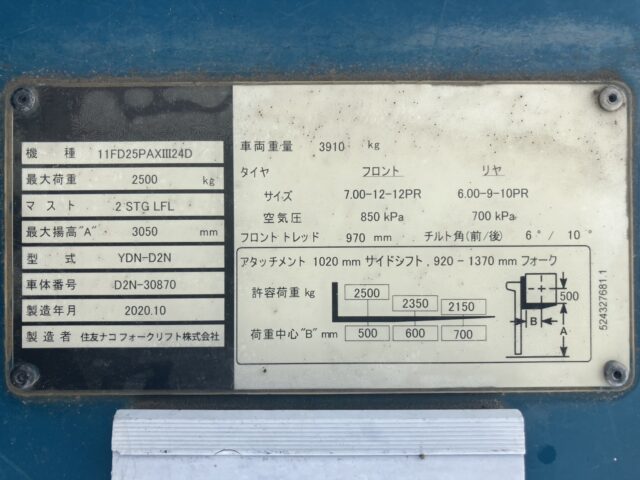 機種 11FD25PAXIII24D
最大荷重 2500 kg
マスト 2 STG LFL
最大揚高"A" 3050 mm
型式 YDN-D2N
車体番号 D2N-30870
製造年月 2020.10
製造者 住友ナコ フォークリフト株式会社
車両重量 3910 kg
タイヤ フロント リヤ
サイズ 7.00-12-12PR 6.00-9-10PR
空気圧 850 kPa 700 kPa
フロントトレッド 970 mm チルト角(前/後) 6° / 10°
アタッチメント 1020 mm サイドシフト , 920 - 1370 mm フォーク
許容荷重 kg 2500 2350 2150
荷重中心"B" mm 500 600 700
500
B
A
524327681 1